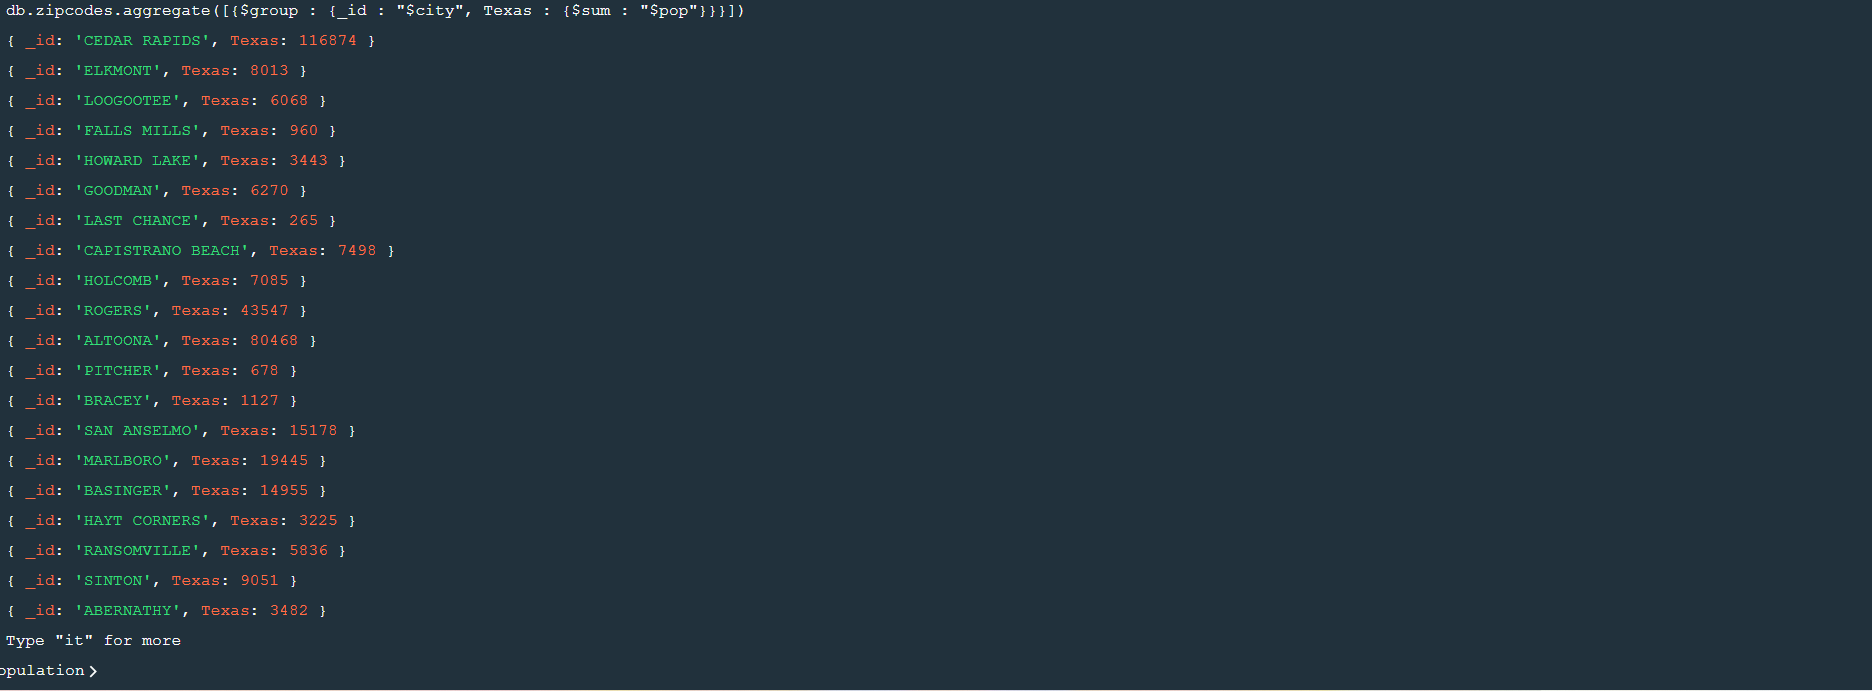 db.zipcodes.aggregate([{$group : {_id : "$city", Texas : {$sum : "$pop"}}}])
{ _id: 'CEDAR RAPIDS', Texas: 116874 }
{ _id: 'ELKMONT', Texas: 8013 }
{ _id: 'LOOGOOTEE', Texas: 6068 }
{ _id: 'FALLS MILLS', Texas: 960 }
{ _id: 'HOWARD LAKE', Texas: 3443 }
{ _id: 'GOODMAN', Texas: 6270 }
{ _id: 'LAST CHANCE', Texas: 265 }
{ _id: 'CAPISTRANO BEACH', Texas: 7498 }
{ _id: 'HOLCOMB', Texas: 7085 }
{ _id: 'ROGERS', Texas: 43547 }
{ _id: 'ALTOONA', Texas: 80468 }
{ _id: 'PITCHER', Texas: 678 }
{ _id: 'BRACEY', Texas: 1127 }
{ _id: 'SAN ANSELMO', Texas: 15178 }
{ _id: 'MARLBORO', Texas: 19445 }
{ _id: 'BASINGER', Texas: 14955 }
{ _id: 'HAYT CORNERS', Texas: 3225 }
{ _id: 'RANSOMVILLE', Texas: 5836 }
{ _id: 'SINTON', Texas: 9051 }
{ _id: 'ABERNATHY', Texas: 3482 }
Type "it" for more
opulation>